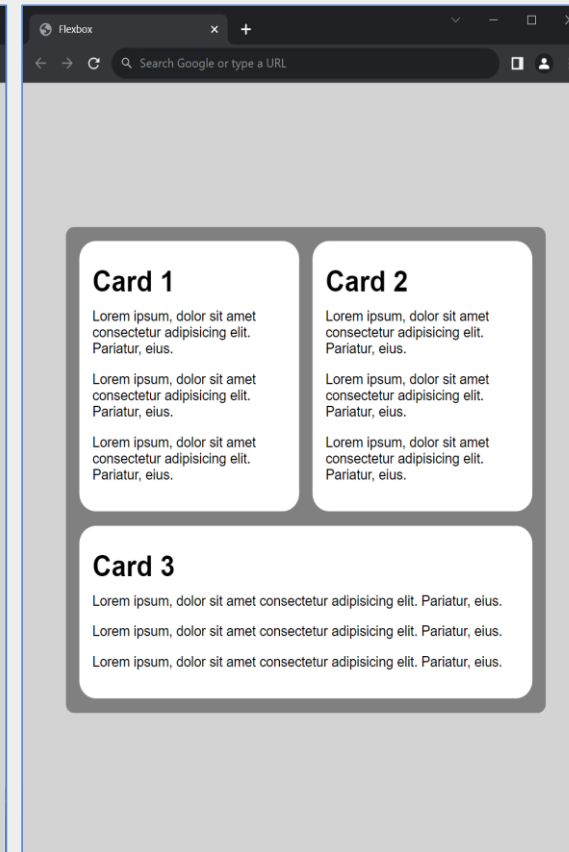 Flexbox
Search Google or type a URL
Card 1
Lorem ipsum, dolor sit amet
consectetur adipisicing elit.
Pariatur, eius.
Lorem ipsum, dolor sit amet
consectetur adipisicing elit.
Pariatur, eius.
Lorem ipsum, dolor sit amet
consectetur adipisicing elit.
Pariatur, eius.
Card 2
Lorem ipsum, dolor sit amet
consectetur adipisicing elit.
Pariatur, eius.
Lorem ipsum, dolor sit amet
consectetur adipisicing elit.
Pariatur, eius.
Lorem ipsum, dolor sit amet
consectetur adipisicing elit.
Pariatur, eius.
Card 3
Lorem ipsum, dolor sit amet consectetur adipisicing elit. Pariatur, eius.
Lorem ipsum, dolor sit amet consectetur adipisicing elit. Pariatur, eius.
Lorem ipsum, dolor sit amet consectetur adipisicing elit. Pariatur, eius.